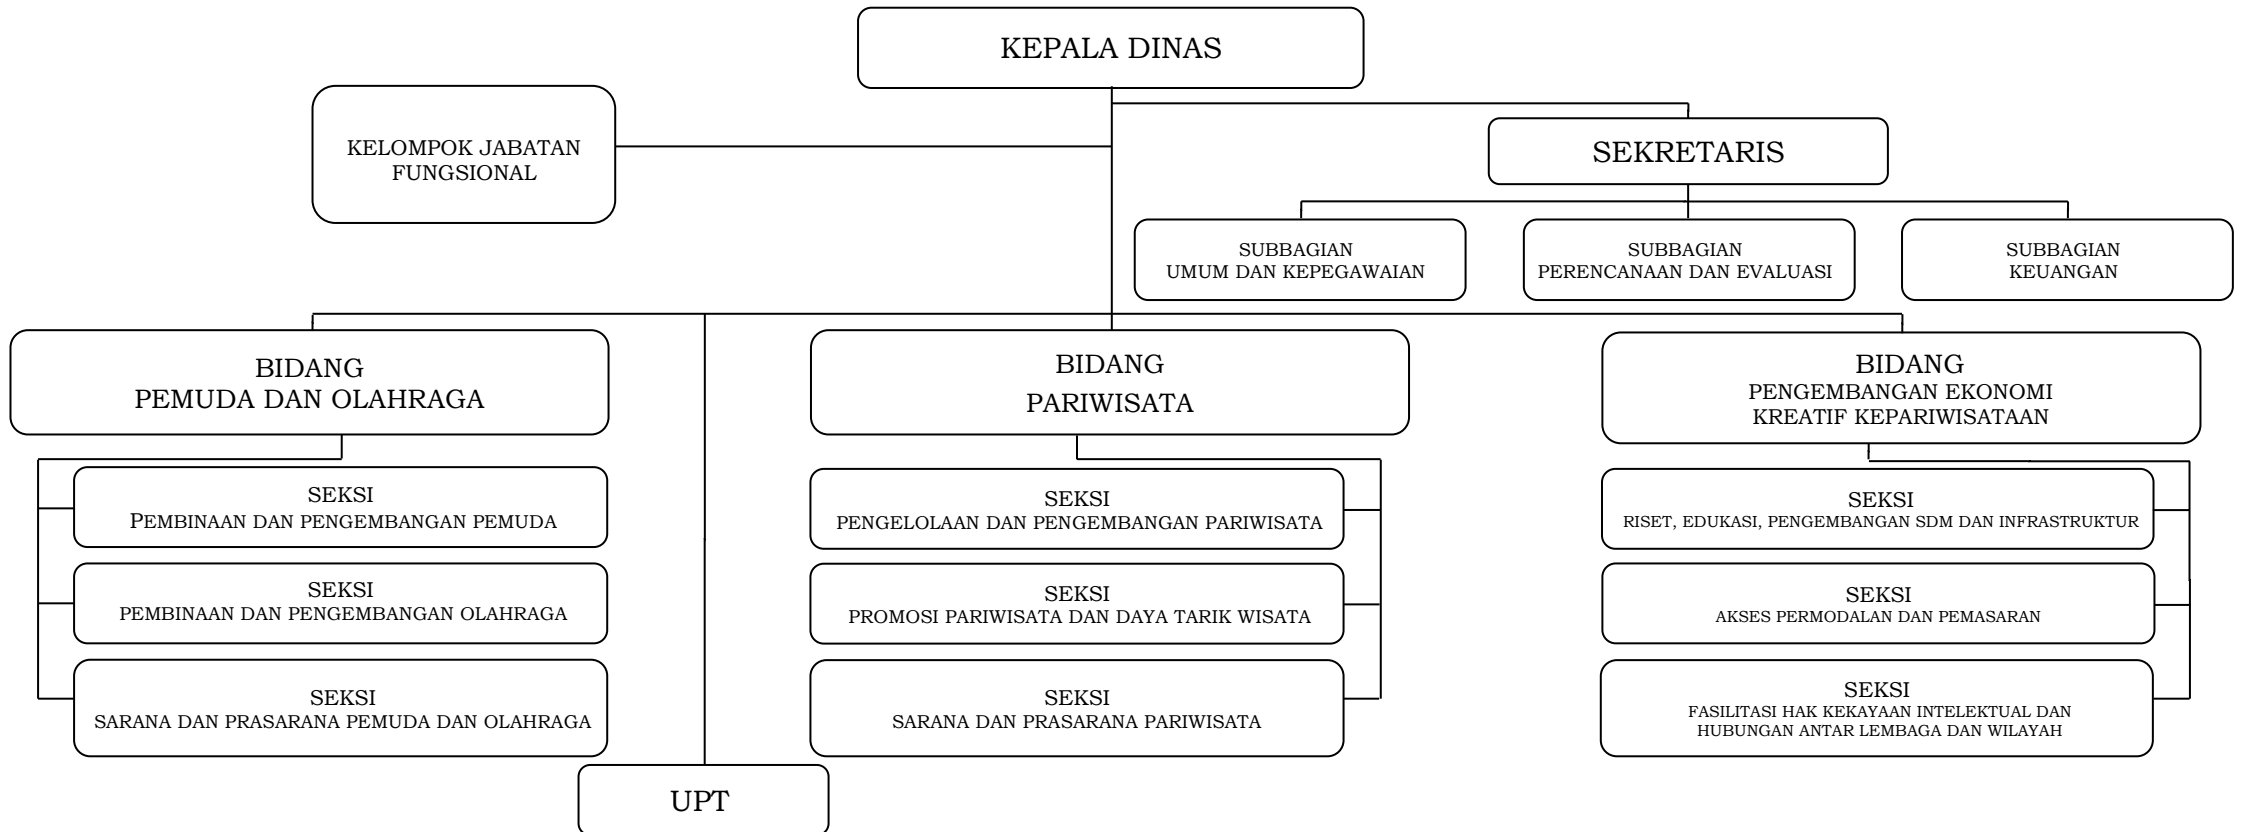 KEPALA DINAS
KELOMPOK JABATAN
FUNGSIONAL
SEKRETARIS
SUBBAGIAN
UMUM DAN KEPEGAWAIAN
SUBBAGIAN
PERENCANAAN DAN EVALUASI
SUBBAGIAN
KEUANGAN
BIDANG
PEMUDA DAN OLAHRAGA
BIDANG
PARIWISATA
BIDANG
PENGEMBANGAN EKONOMI
KREATIF KEPARIWISATAAN
SEKSI
PEMBINAAN DAN PENGEMBANGAN PEMUDA
SEKSI
PEMBINAAN DAN PENGEMBANGAN OLAHRAGA
SEKSI
SARANA DAN PRASARANA PEMUDA DAN OLAHRAGA
SEKSI
PENGELOLAAN DAN PENGEMBANGAN PARIWISATA
SEKSI
PROMOSI PARIWISATA DAN DAYA TARIK WISATA
SEKSI
SARANA DAN PRASARANA PARIWISATA
SEKSI
RISET, EDUKASI, PENGEMBANGAN SDM DAN INFRASTRUKTUR
SEKSI
AKSES PERMODALAN DAN PEMASARAN
SEKSI
FASILITASI HAK KEKAYAAN INTELEKTUAL DAN
HUBUNGAN ANTAR LEMBAGA DAN WILAYAH
UPT